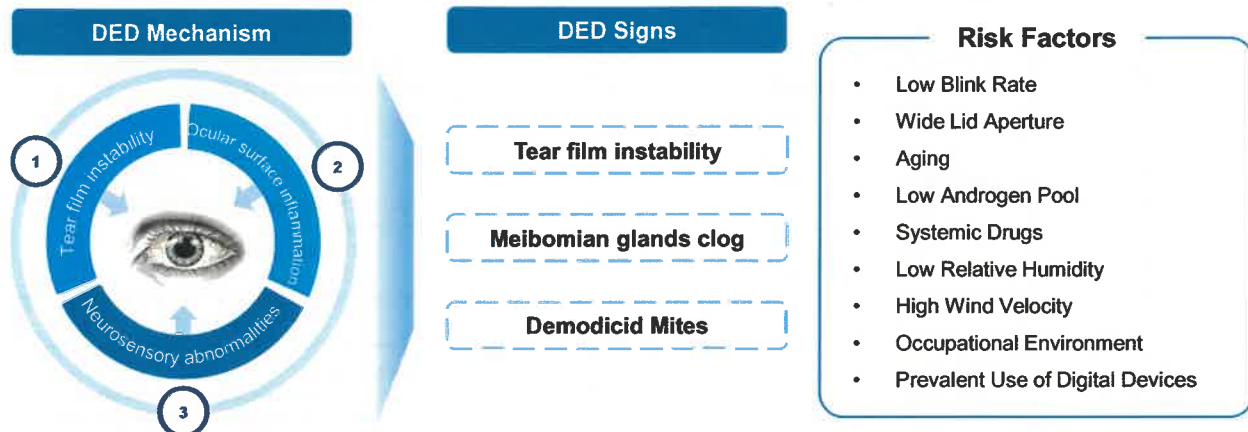 DED Mechanism
1
Tear film instability
Ocular surface inflammation
2
Neurosensory abnormalities
3
DED Signs
Tear film instability
Meibomian glands clog
Demodicid Mites
Risk Factors
• Low Blink Rate
• Wide Lid Aperture
• Aging
• Low Androgen Pool
• Systemic Drugs
• Low Relative Humidity
• High Wind Velocity
• Occupational Environment
• Prevalent Use of Digital Devices